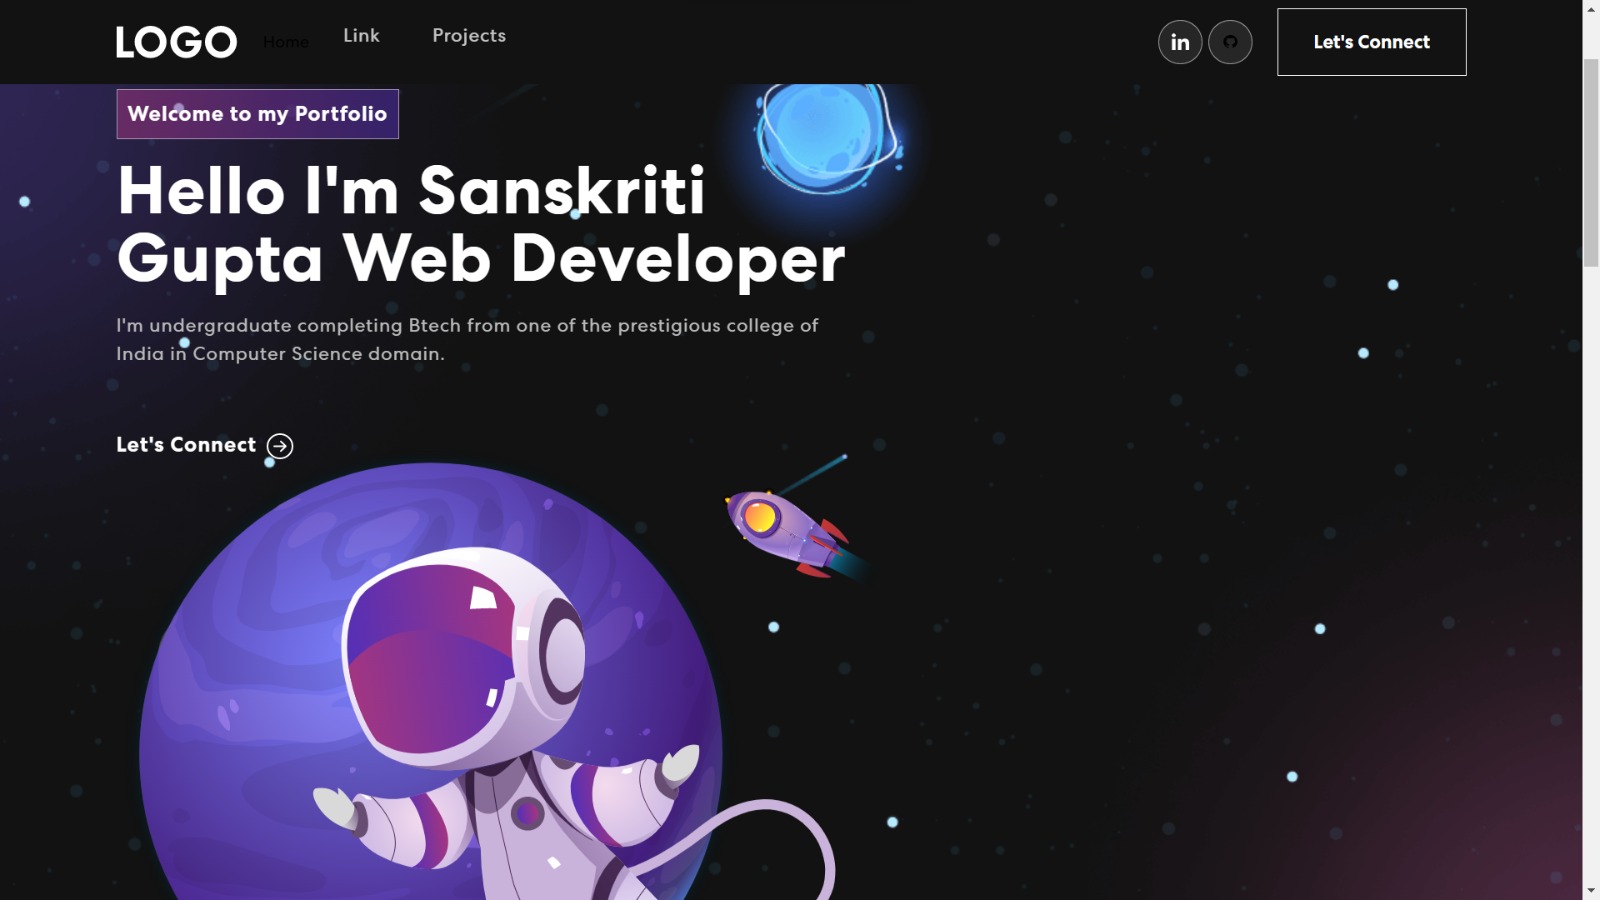 LOGO Home Link Projects in Let's Connect
Welcome to my Portfolio
Hello I'm Sanskriti
Gupta Web Developer
I'm undergraduate completing Btech from one of the prestigious college of
India in Computer Science domain.
Let's Connect